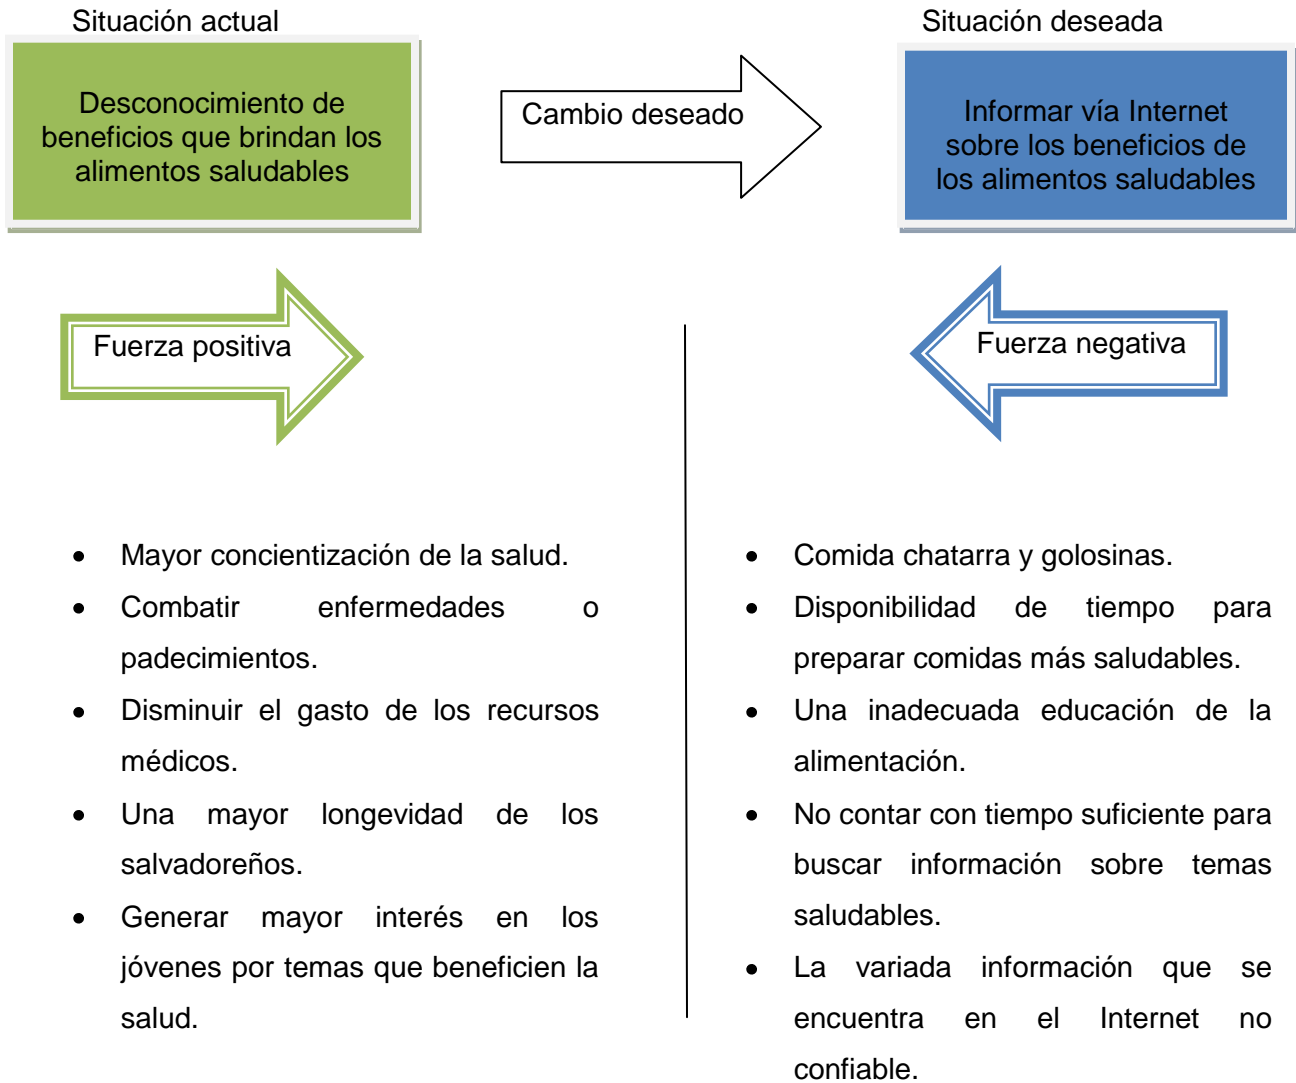 Situación actual
Situación deseada
Desconocimiento de
beneficios que brindan los
alimentos saludables
Cambio deseado
Informar vía Internet
sobre los beneficios de
los alimentos saludables
Fuerza positiva
Fuerza negativa
• Mayor concientización de la salud.
• Combatir enfermedades o
padecimientos.
• Disminuir el gasto de los recursos
médicos.
• Una mayor longevidad de los
salvadoreños.
• Generar mayor interés en los
jóvenes por temas que beneficien la
salud.
• Comida chatarra y golosinas.
• Disponibilidad de tiempo para
preparar comidas más saludables.
• Una inadecuada educación de la
alimentación.
• No contar con tiempo suficiente para
buscar información sobre temas
saludables.
• La variada información que se
encuentra en el Internet no
confiable.